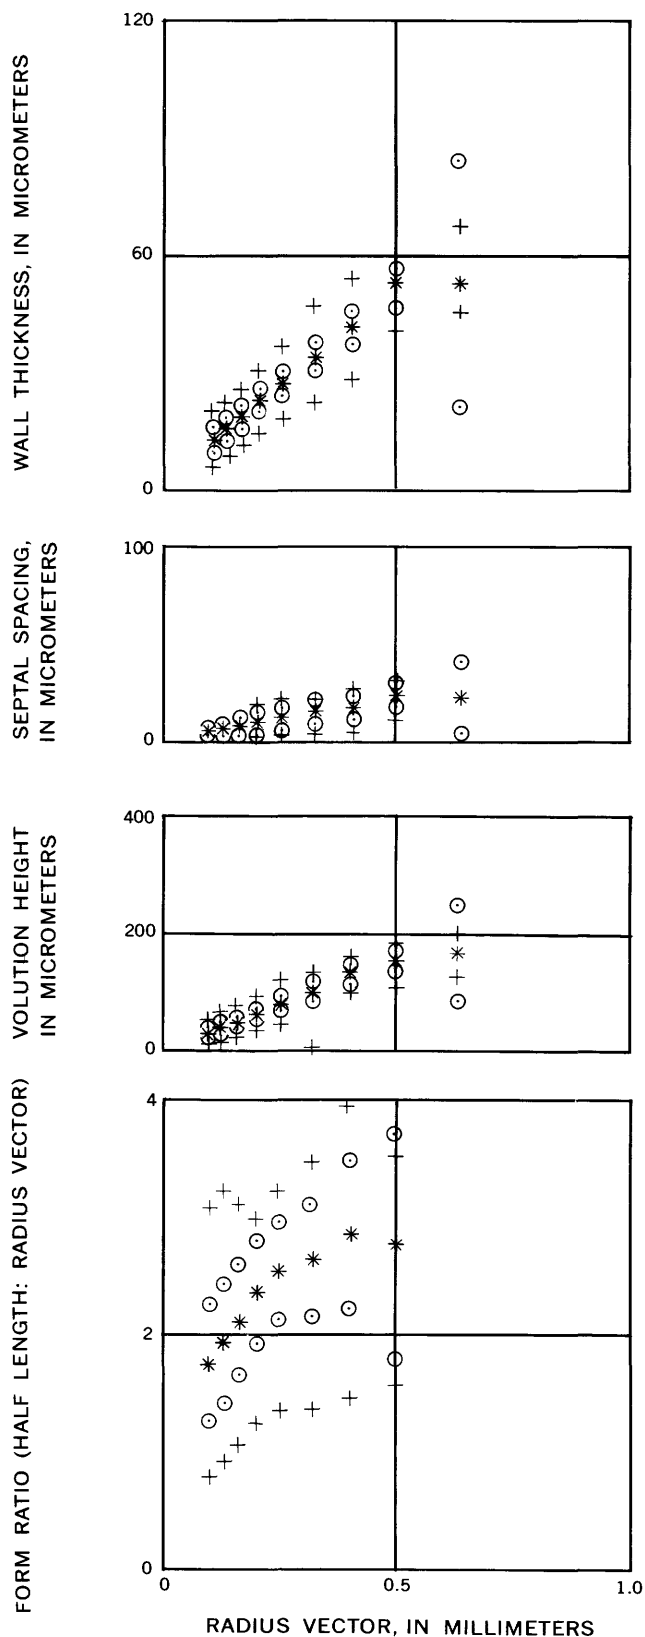 WALL THICKNESS, IN MICROMETERS
120
60
0
SEPTAL SPACING,
IN MICROMETERS
100
0
VOLUTION HEIGHT
IN MICROMETERS
400
200
0
FORM RATIO (HALF LENGTH: RADIUS VECTOR)
4
2
0
0
0.5
1.0
RADIUS VECTOR, IN MILLIMETERS